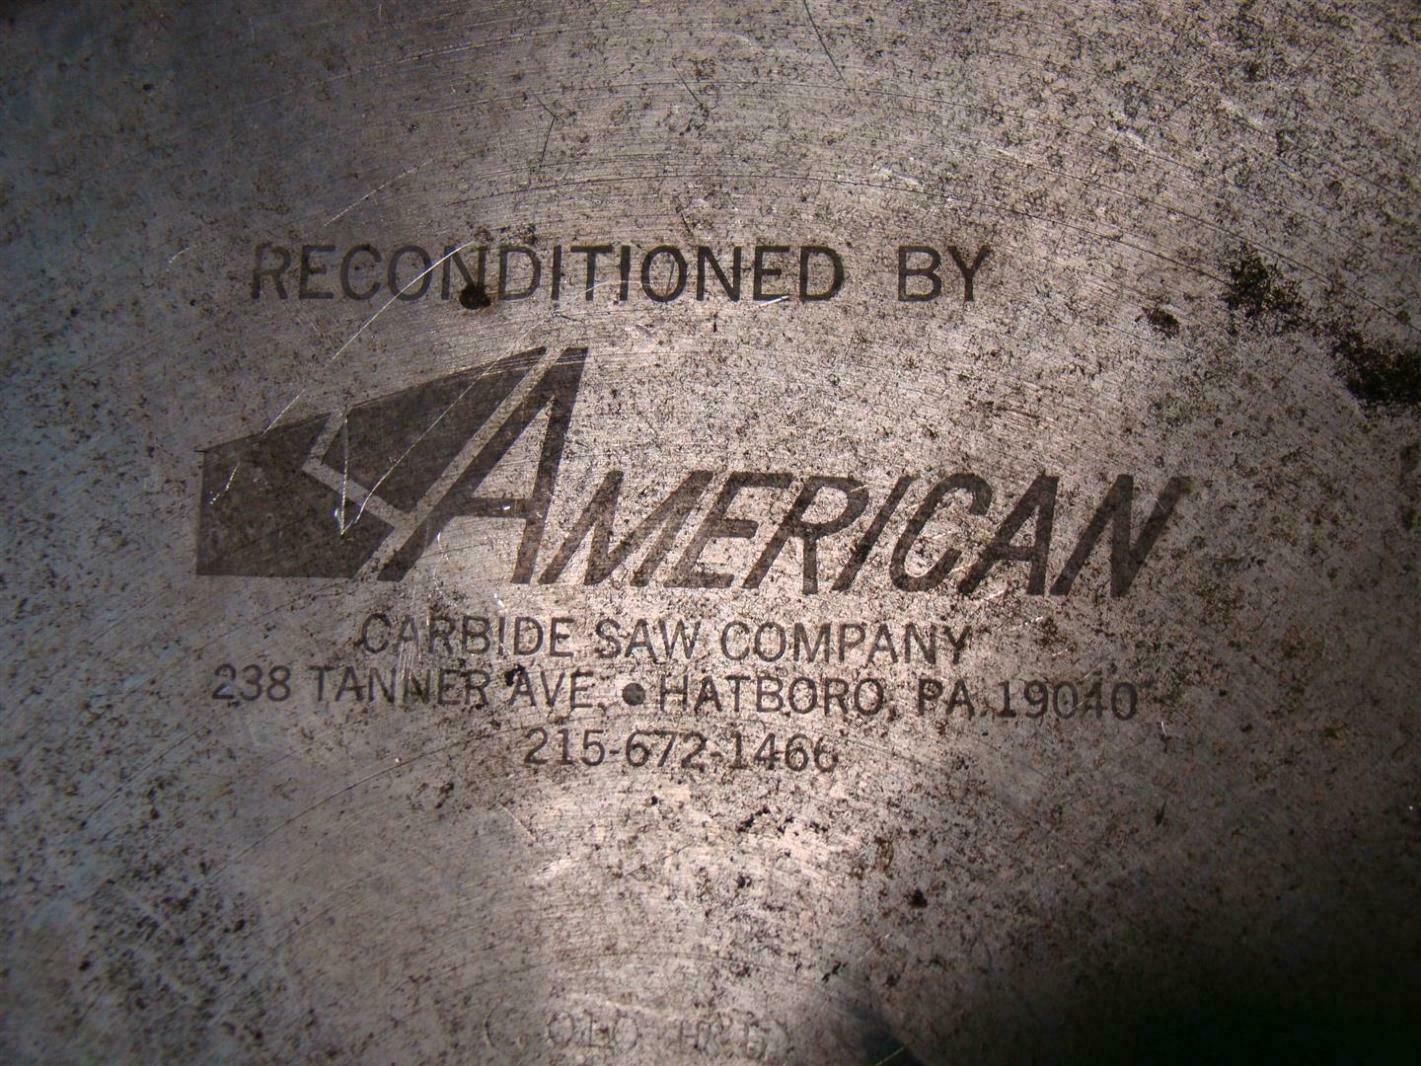 RECONDITIONED BY
AMERICAN
CARBIDE SAW COMPANY
238 TANNER AVE. • HATBORO, PA 19040
215-672-1466